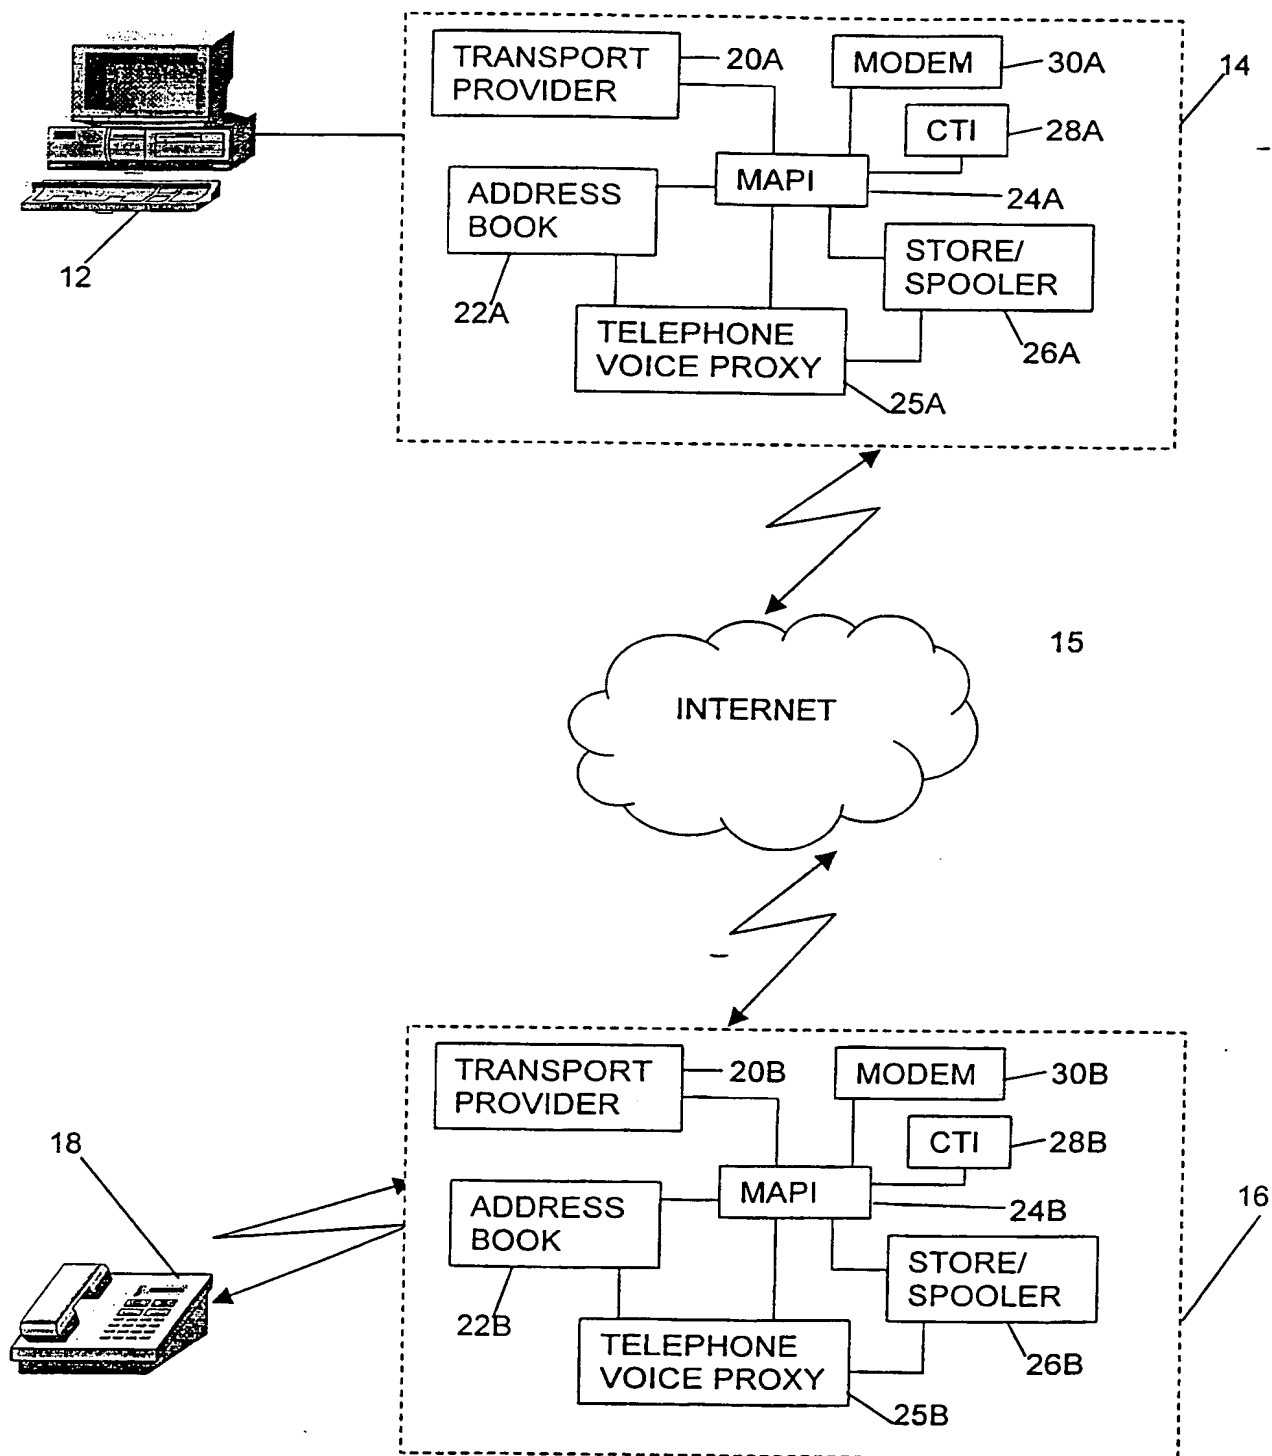 TRANSPORT
PROVIDER
20A
MODEM
30A
14
CTI
28A
MAPI
24A
ADDRESS
BOOK
12
22A
STORE/
SPOOLER
26A
TELEPHONE
VOICE PROXY
25A
15
INTERNET
TRANSPORT
PROVIDER
20B
MODEM
30B
18
CTI
28B
MAPI
24B
16
ADDRESS
BOOK
22B
STORE/
SPOOLER
26B
TELEPHONE
VOICE PROXY
25B